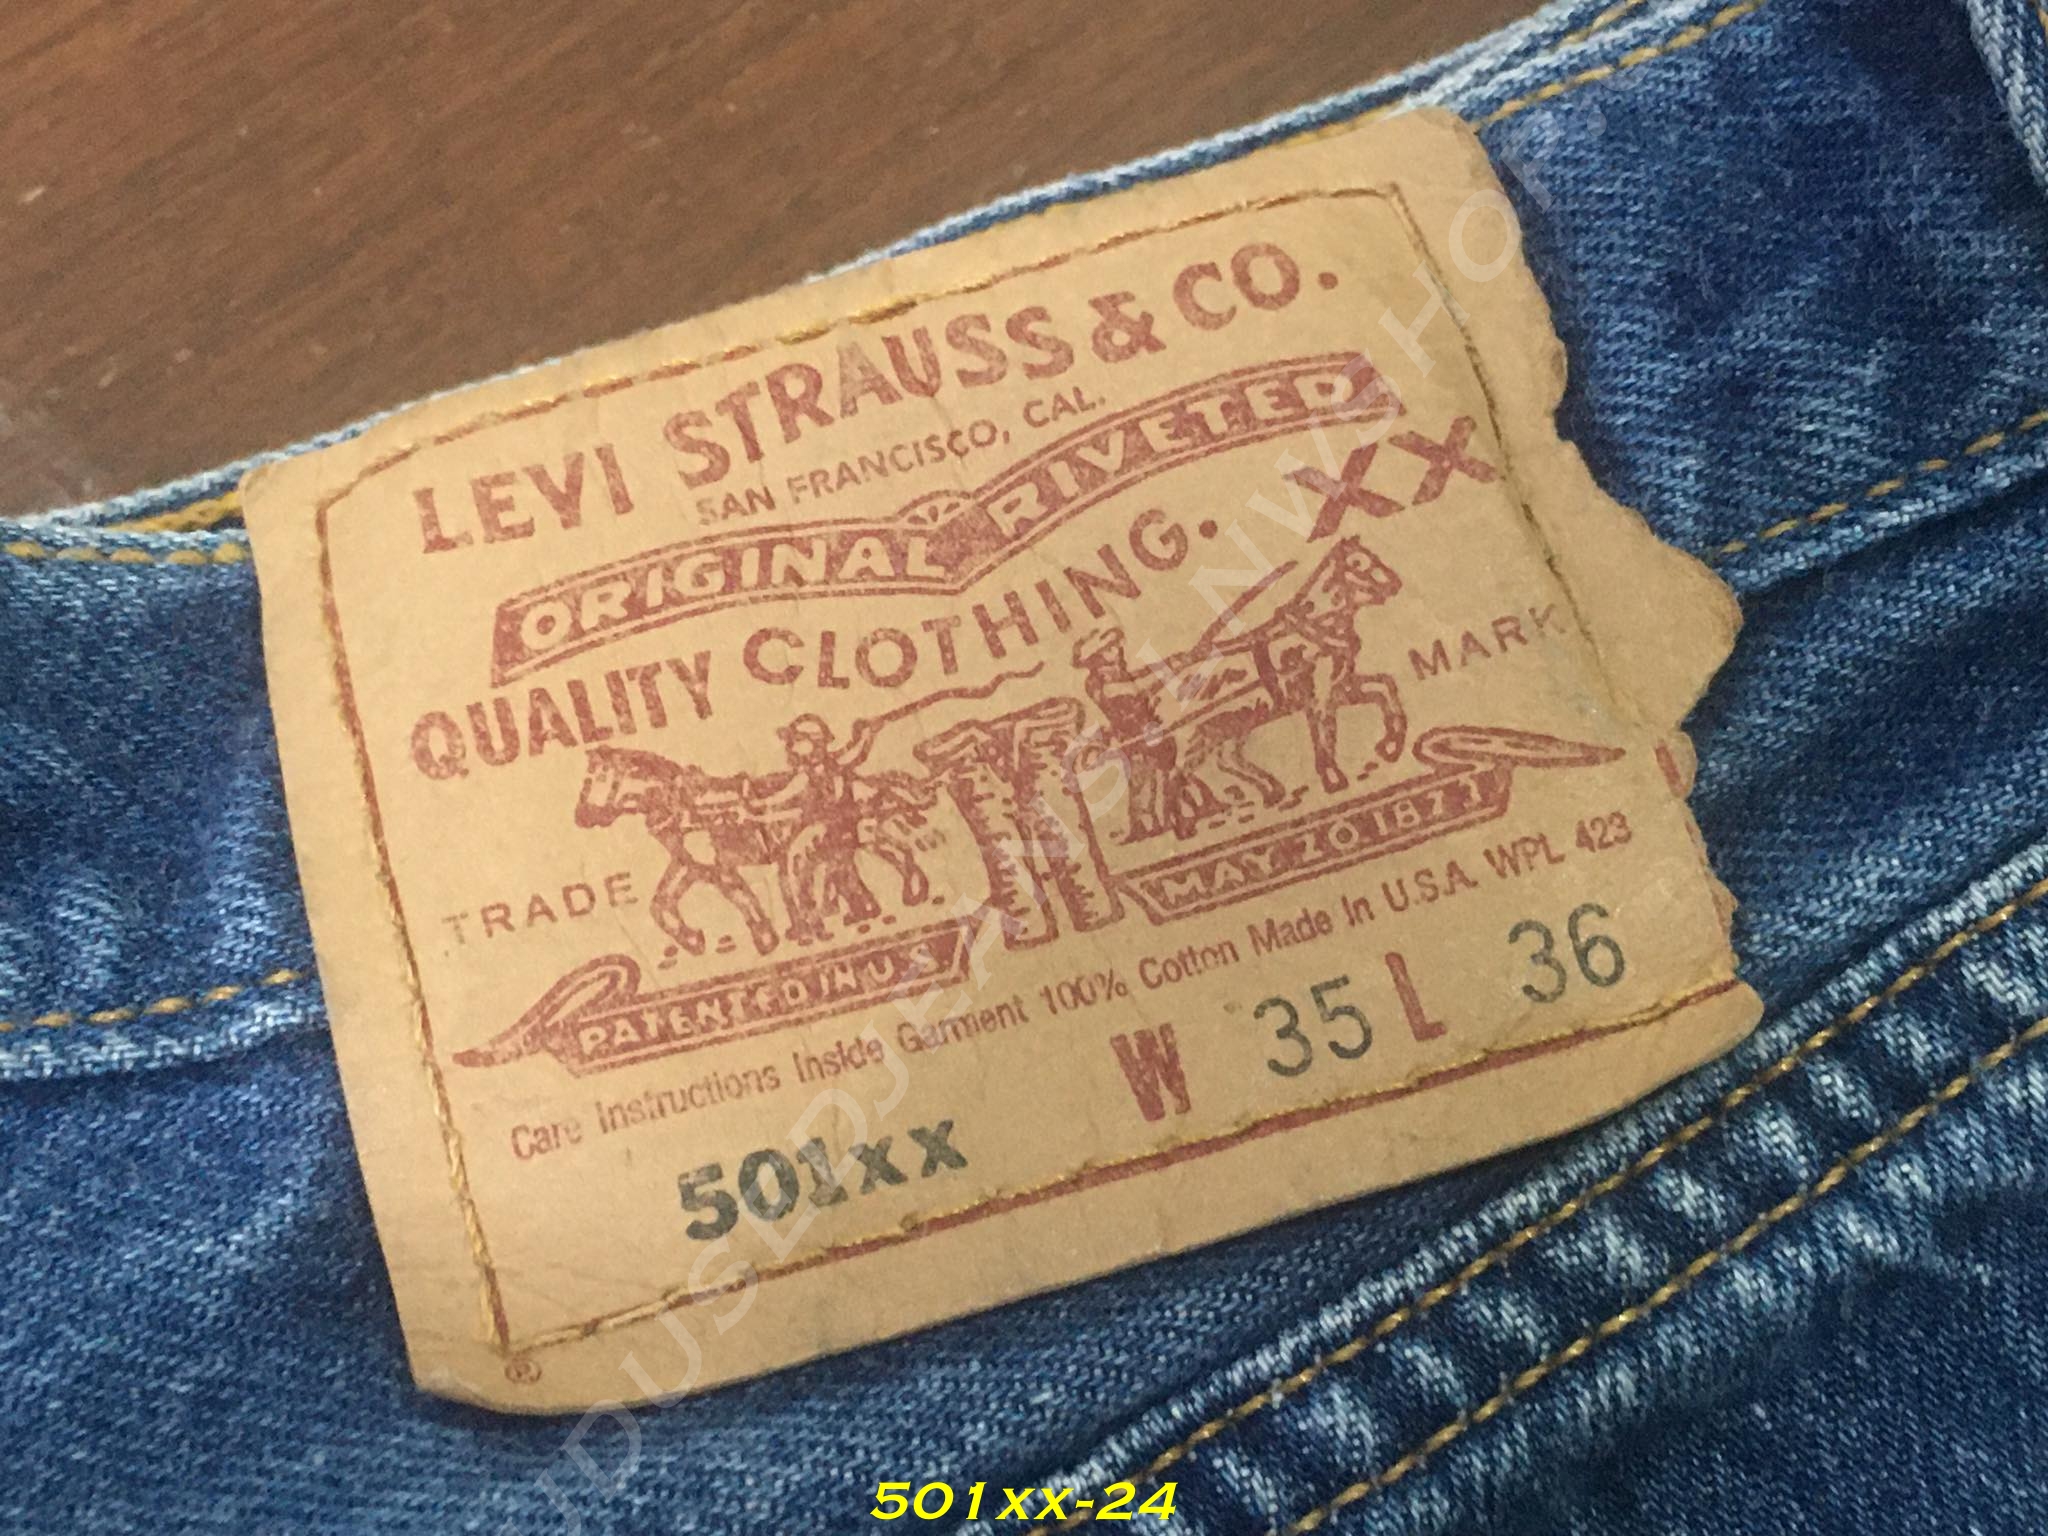 LEVI STRAUSS & CO.
SAN FRANCISCO, CAL.
ORIGINAL RIVETED
QUALITY CLOTHING. XX
TRADE MARK
PATENTED IN U.S. MAY 20 1873
Care Instructions Inside Garment 100% Cotton Made In U.S.A. WPL 423
501xx W 35 L 36
®
501xx-24